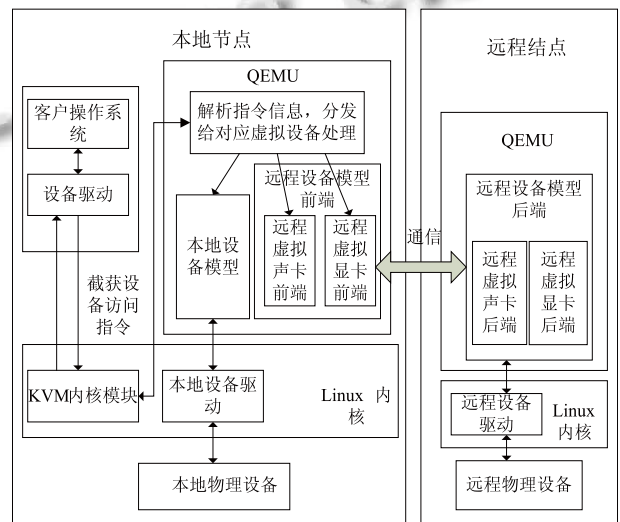 本地节点
远程结点
QEMU
客户操作系
统
设备驱动
解析指令信息，分发
给对应虚拟设备处理
远程设备模型
前端
本地设
备模型
远程
虚拟
声卡
前端
远程
虚拟
显卡
前端
截获设
备访问
指令
KVM内核模块
本地设备驱
动
Linux 内
核
本地物理设备
通信
QEMU
远程设备模型
后端
远程
虚拟
声卡
后端
远程
虚拟
显卡
后端
远程设备
驱动
Linux
内核
远程物理设备